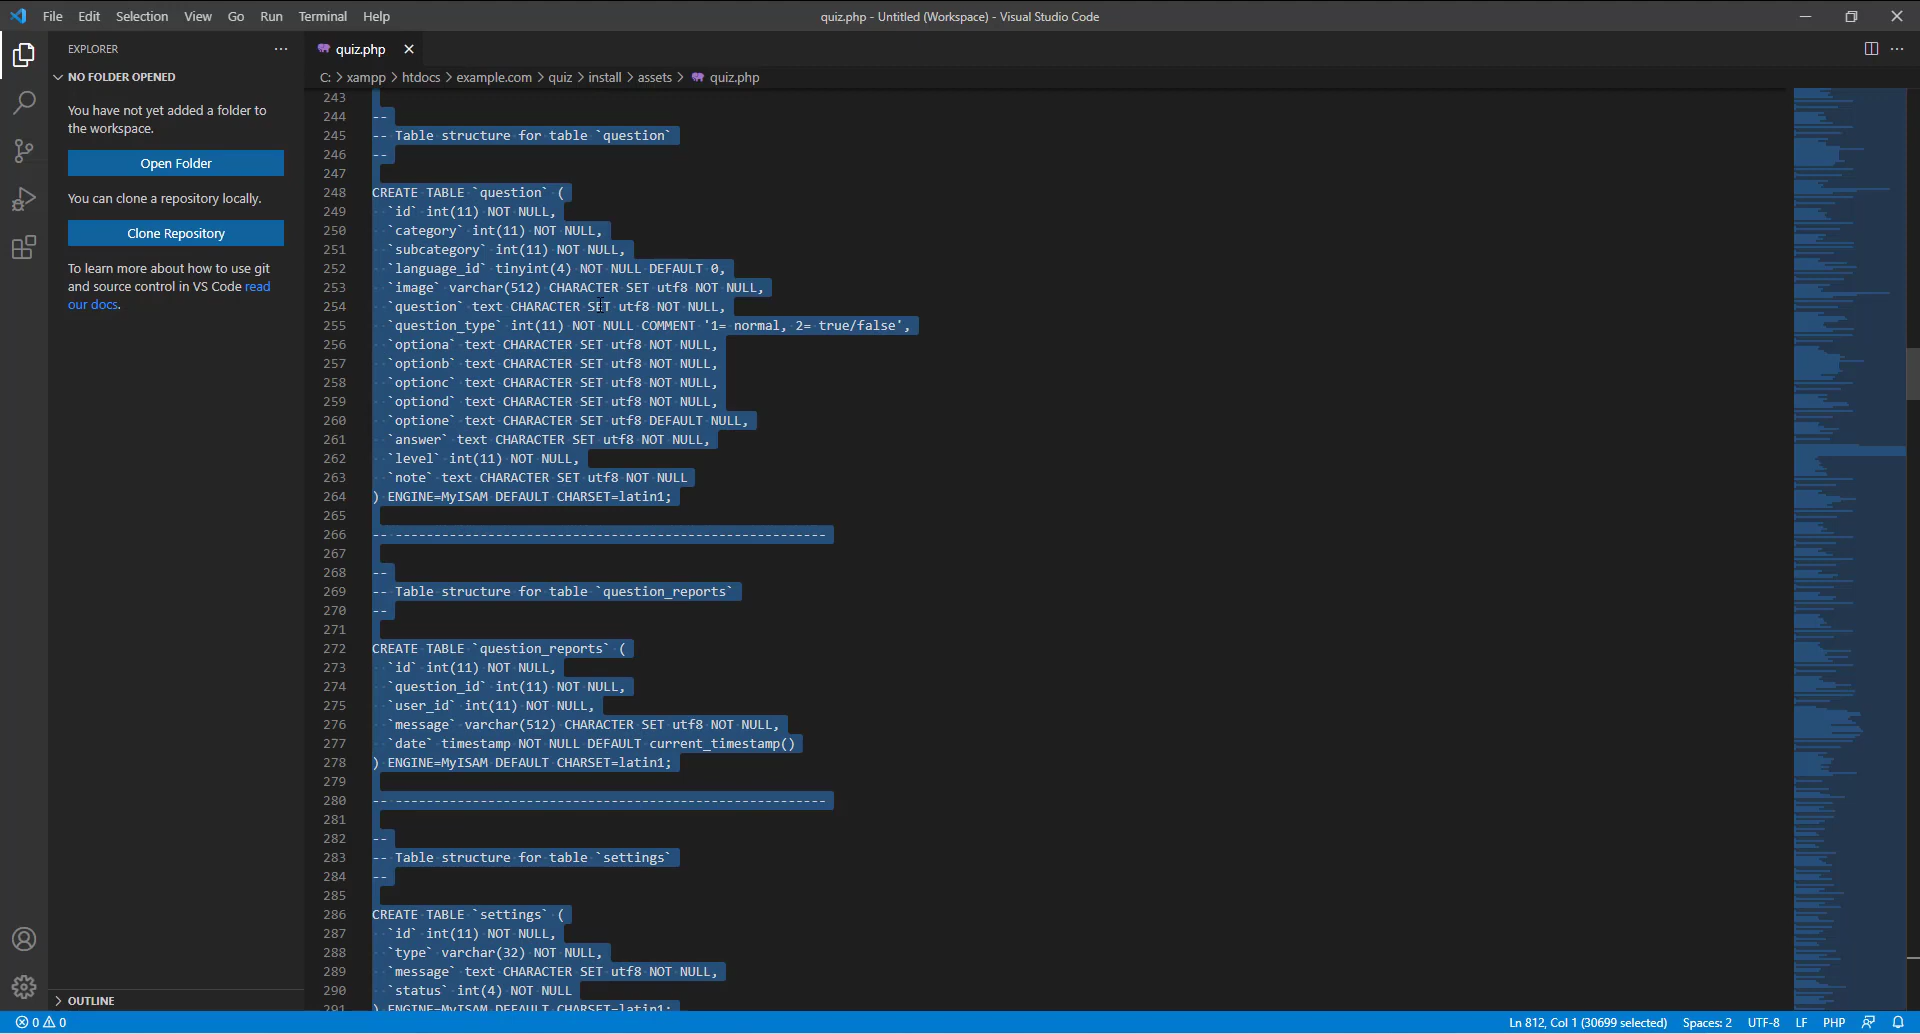 File Edit Selection View Go Run Terminal Help
quiz.php - Untitled (Workspace) - Visual Studio Code
EXPLORER
NO FOLDER OPENED
You have not yet added a folder to
the workspace.
Open Folder
You can clone a repository locally.
Clone Repository
To learn more about how to use git
and source control in VS Code read
our docs.
OUTLINE
quiz.php
C: > xampp > htdocs > example.com > quiz > install > assets > quiz.php
243
244 --
245 -- Table structure for table `question`
246 --
247
248 CREATE TABLE `question` (
249 `id` int(11) NOT NULL,
250 `category` int(11) NOT NULL,
251 `subcategory` int(11) NOT NULL,
252 `language_id` tinyint(4) NOT NULL DEFAULT 0,
253 `image` varchar(512) CHARACTER SET utf8 NOT NULL,
254 `question` text CHARACTER SET utf8 NOT NULL,
255 `question_type` int(11) NOT NULL COMMENT '1= normal, 2= true/false',
256 `optiona` text CHARACTER SET utf8 NOT NULL,
257 `optionb` text CHARACTER SET utf8 NOT NULL,
258 `optionc` text CHARACTER SET utf8 NOT NULL,
259 `optiond` text CHARACTER SET utf8 NOT NULL,
260 `optione` text CHARACTER SET utf8 DEFAULT NULL,
261 `answer` text CHARACTER SET utf8 NOT NULL,
262 `level` int(11) NOT NULL,
263 `note` text CHARACTER SET utf8 NOT NULL
264 ) ENGINE=MyISAM DEFAULT CHARSET=latin1;
265
266 -- --------------------------------------------------------
267
268 --
269 -- Table structure for table `question_reports`
270 --
271
272 CREATE TABLE `question_reports` (
273 `id` int(11) NOT NULL,
274 `question_id` int(11) NOT NULL,
275 `user_id` int(11) NOT NULL,
276 `message` varchar(512) CHARACTER SET utf8 NOT NULL,
277 `date` timestamp NOT NULL DEFAULT current_timestamp()
278 ) ENGINE=MyISAM DEFAULT CHARSET=latin1;
279
280 -- --------------------------------------------------------
281
282 --
283 -- Table structure for table `settings`
284 --
285
286 CREATE TABLE `settings` (
287 `id` int(11) NOT NULL,
288 `type` varchar(32) NOT NULL,
289 `message` text CHARACTER SET utf8 NOT NULL,
290 `status` int(4) NOT NULL
291 ) ENGINE=MyISAM DEFAULT CHARSET=latin1;
0 0
Ln 812, Col 1 (30699 selected) Spaces: 2 UTF-8 LF PHP